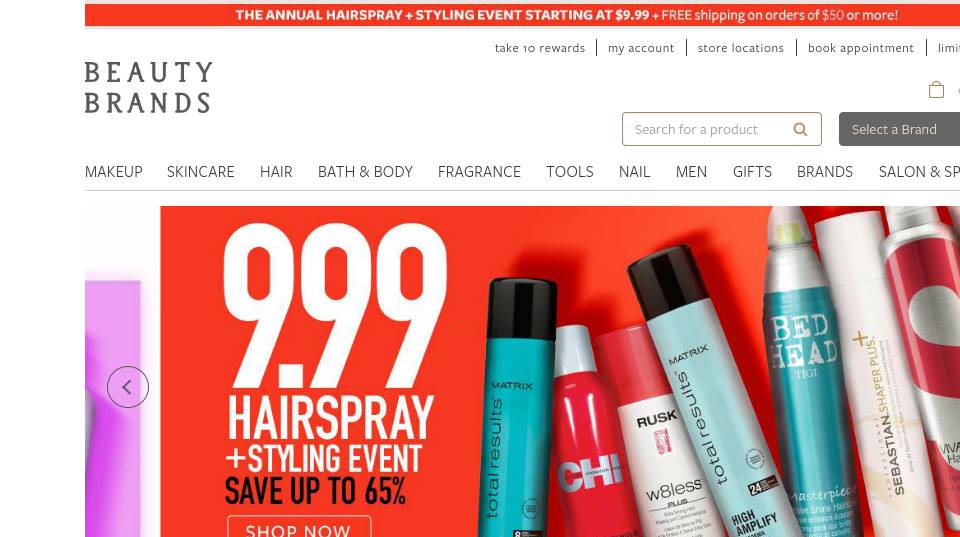 THE ANNUAL HAIRSPRAY + STYLING EVENT STARTING AT $9.99 + FREE shipping on orders of $50 or more!
take 10 rewards
my account
store locations
book appointment
BEAUTY
BRANDS
Search for a product
Select a Brand
MAKEUP
SKINCARE
HAIR
BATH & BODY
FRAGRANCE
TOOLS
NAIL
MEN
GIFTS
BRANDS
SALON & SP
9.99
HAIRSPRAY
+STYLING EVENT
SAVE UP TO 65%
SHOP NOW
MATRIX
total results
CHI
RUSK
w8less
PLUS
MATRIX
total results
24
HIGH
AMPLIFY
BED
HEAD
TIGI
Masterpiece
SEBASTIAN
SHAPER PLUS